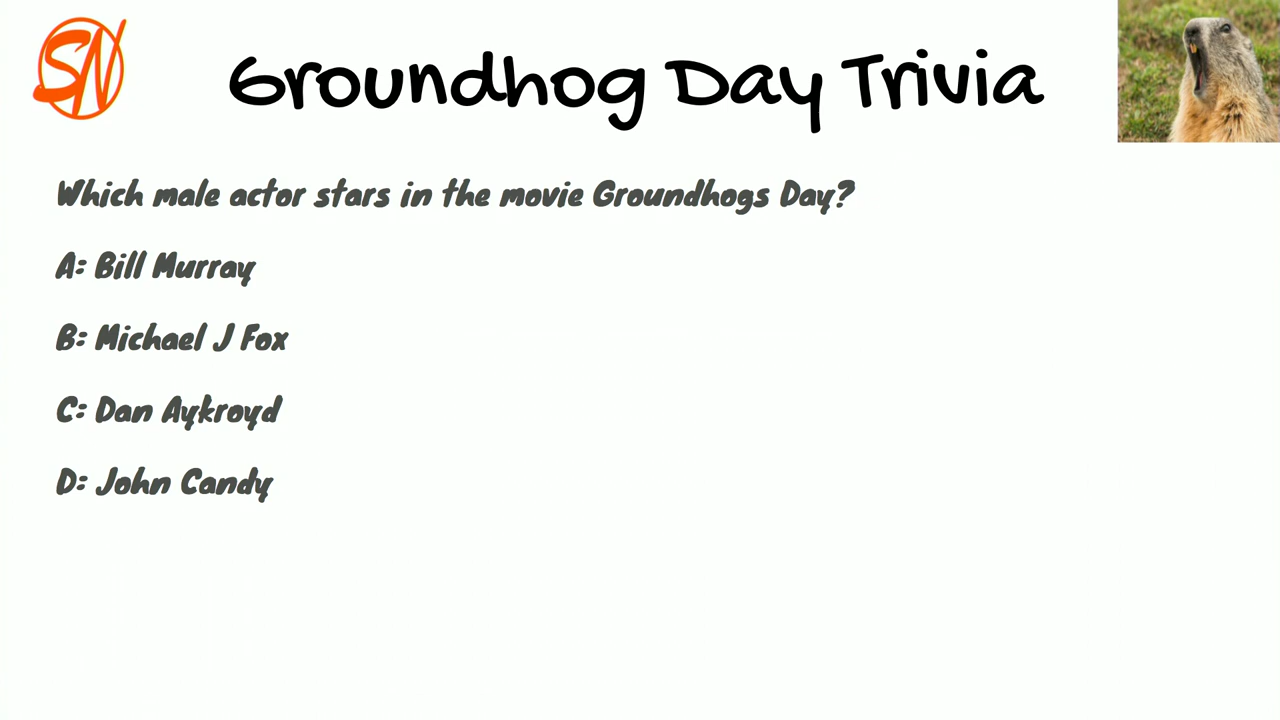 SN
Groundhog Day Trivia
Which male actor stars in the movie Groundhogs Day?
A: Bill Murray
B: Michael J Fox
C: Dan Aykroyd
D: John Candy